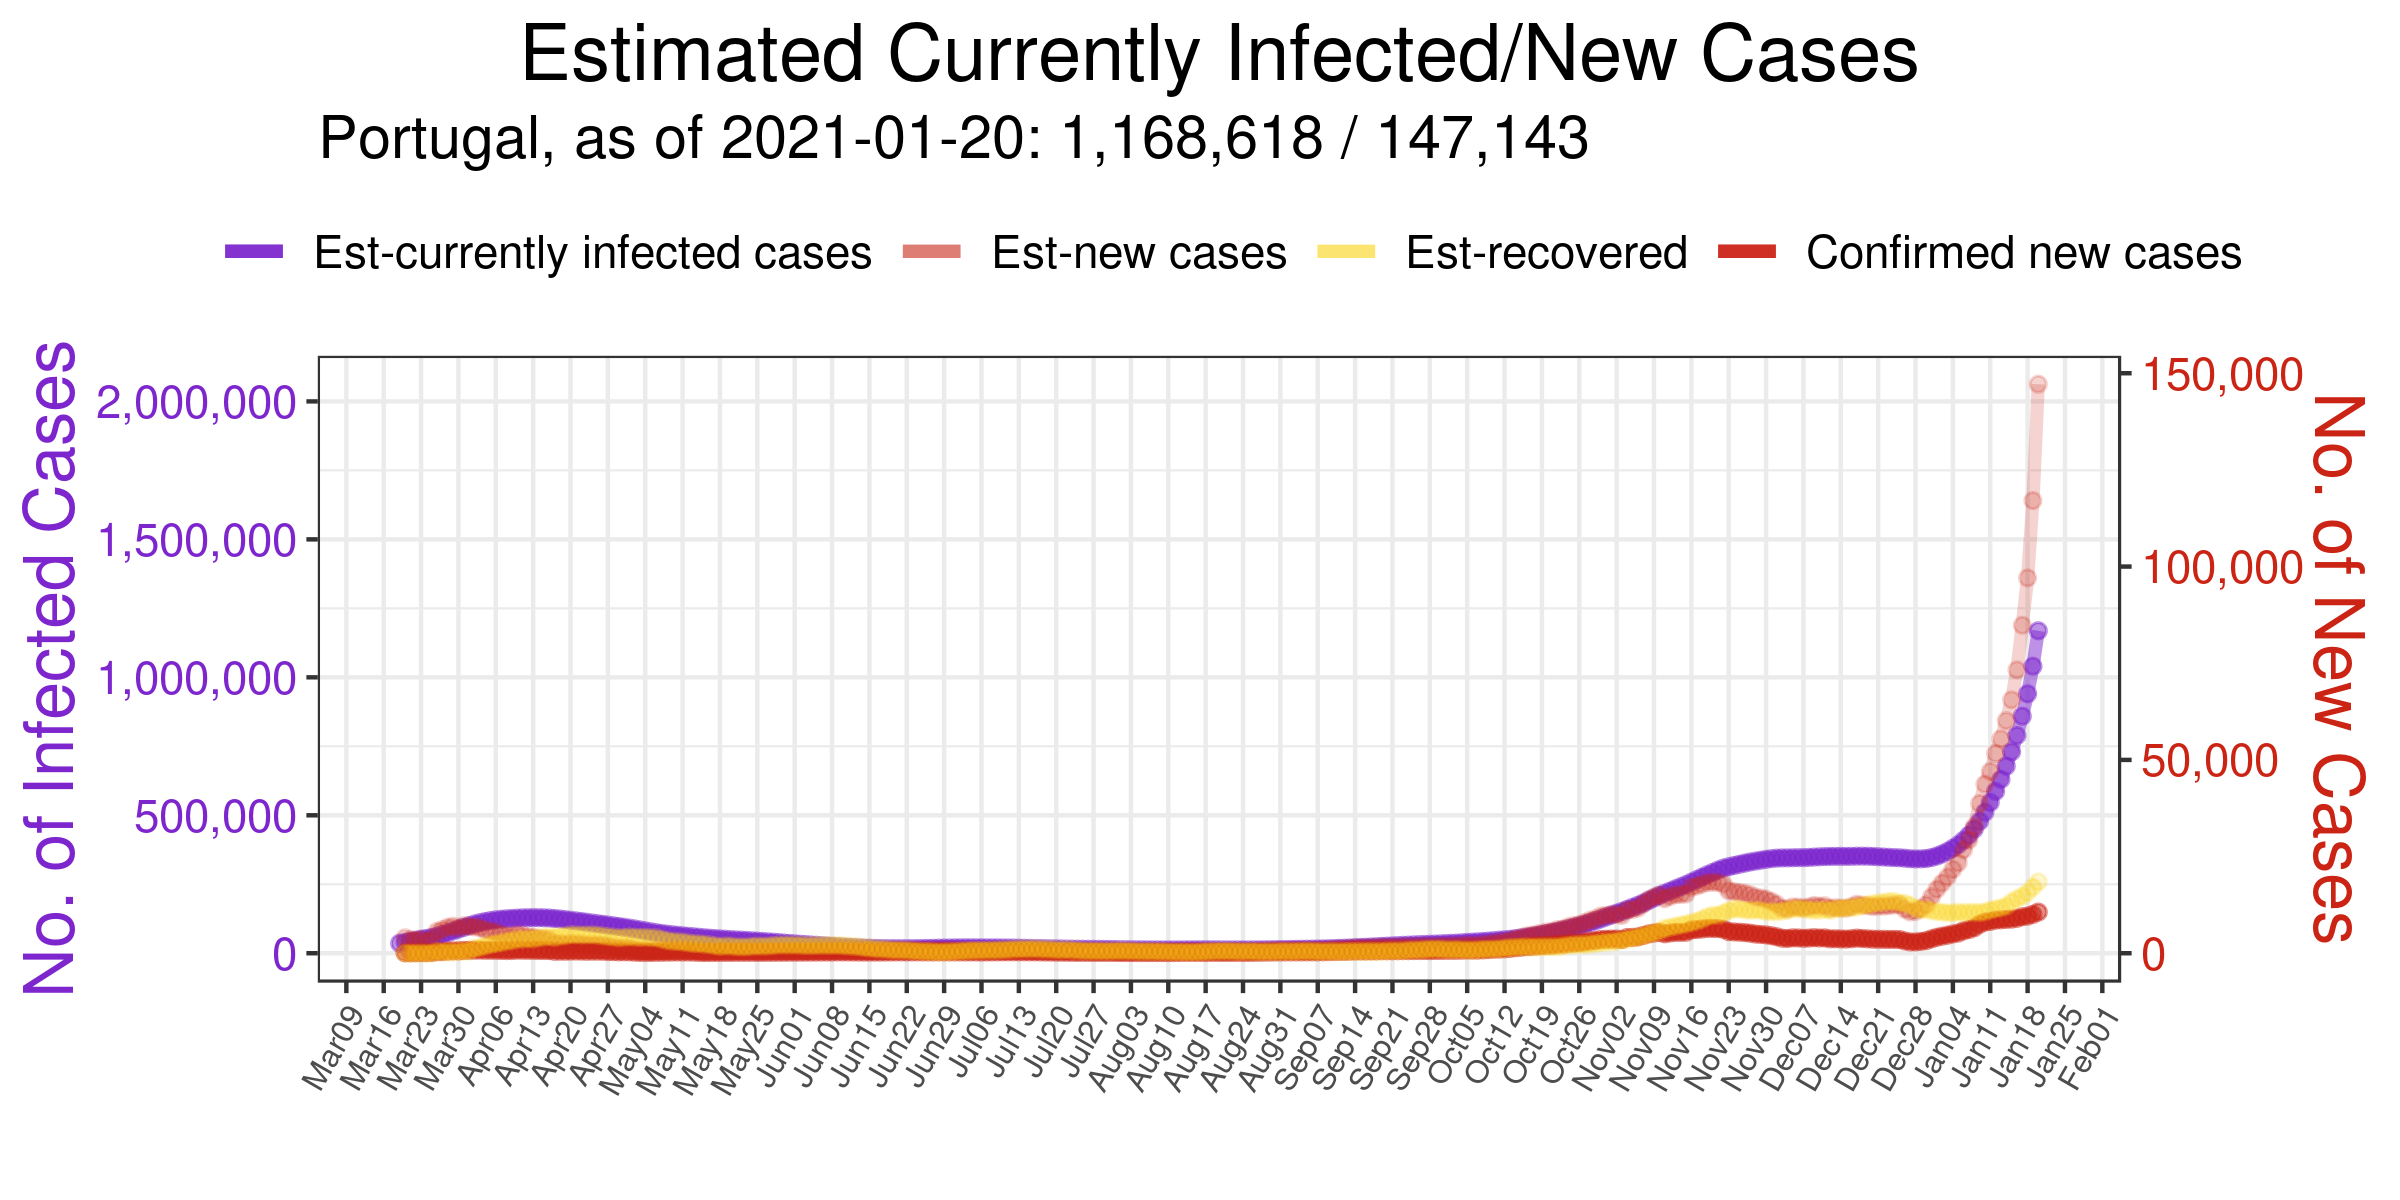 Estimated Currently Infected/New Cases
Portugal, as of 2021-01-20: 1,168,618 / 147,143
Est-currently infected cases Est-new cases Est-recovered Confirmed new cases
No. of Infected Cases
2,000,000
1,500,000
1,000,000
500,000
0
150,000
100,000
50,000
0
No. of New Cases
Mar09 Mar16 Mar23 Mar30 Apr06 Apr13 Apr20 Apr27 May04 May11 May18 May25 Jun01 Jun08 Jun15 Jun22 Jun29 Jul06 Jul13 Jul20 Jul27 Aug03 Aug10 Aug17 Aug24 Aug31 Sep07 Sep14 Sep21 Sep28 Oct05 Oct12 Oct19 Oct26 Nov02 Nov09 Nov16 Nov23 Nov30 Dec07 Dec14 Dec21 Dec28 Jan04 Jan11 Jan18 Jan25 Feb01